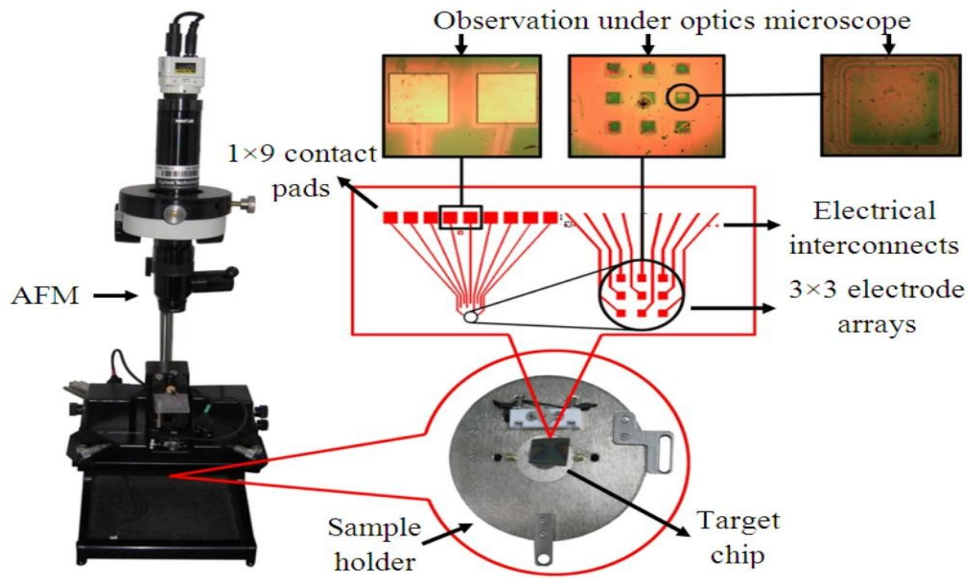 Observation under optics microscope
1×9 contact
pads
Electrical
interconnects
AFM
3×3 electrode
arrays
Sample
holder
Target
chip